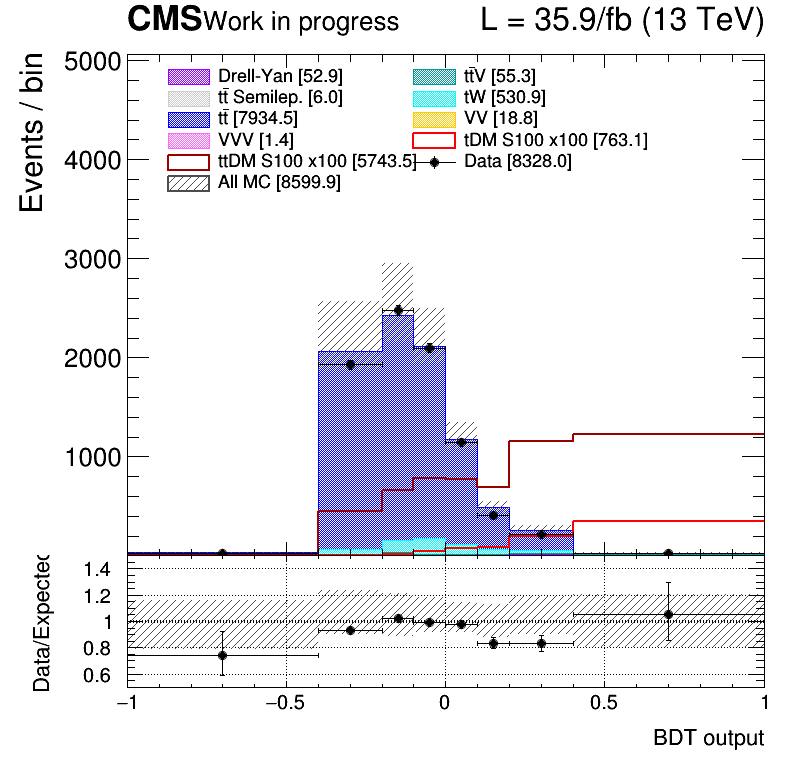 CMS Work in progress L = 35.9/fb (13 TeV)
Events / bin
5000
4000
3000
2000
1000
Drell-Yan [52.9] tt̄V [55.3]
tt̄ Semilep. [6.0] tW [530.9]
tt̄ [7934.5] VV [18.8]
VVV [1.4] tDM S100 x100 [763.1]
ttDM S100 x100 [5743.5] Data [8328.0]
All MC [8599.9]
Data/Expected
1.4
1.2
1
0.8
0.6
−1 −0.5 0 0.5 1
BDT output